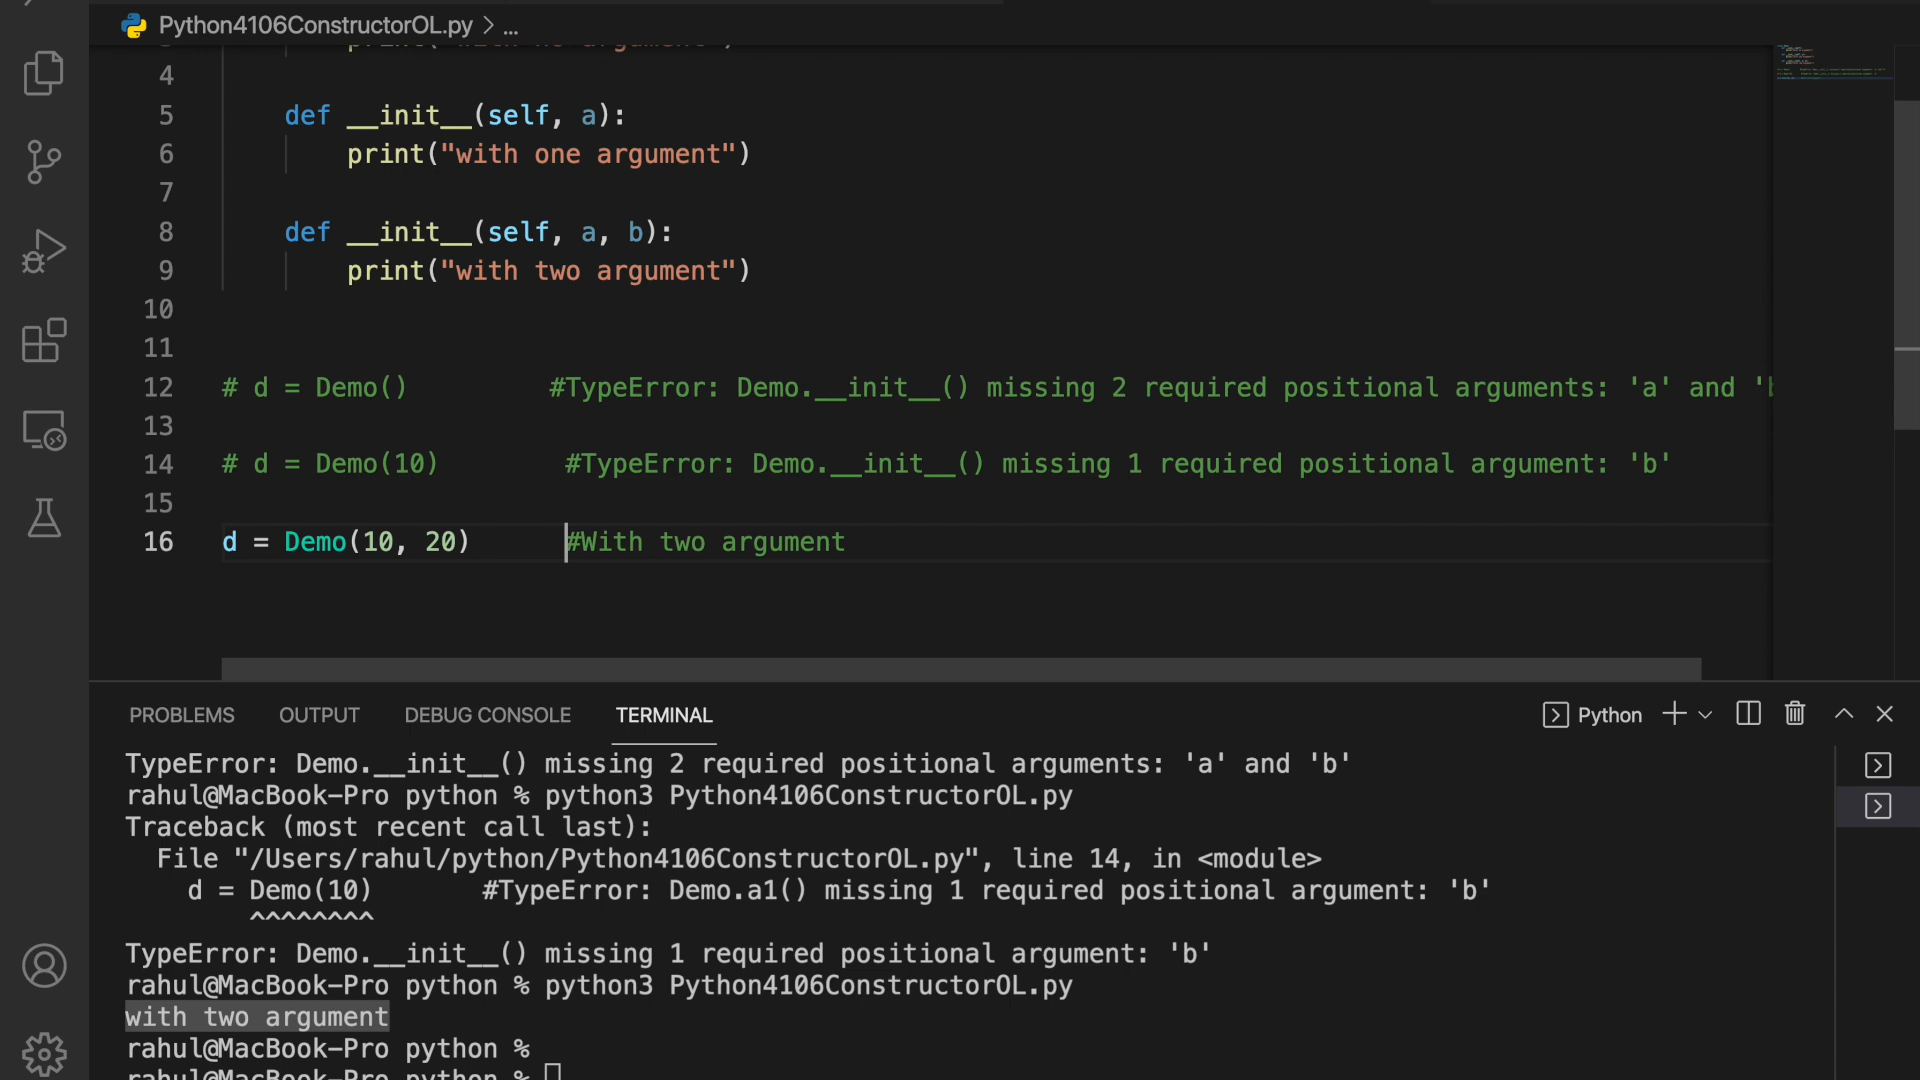 Python4106ConstructorOL.py > ...
4
5 def __init__(self, a):
6 print("with one argument")
7
8 def __init__(self, a, b):
9 print("with two argument")
10
11
12 # d = Demo() #TypeError: Demo.__init__() missing 2 required positional arguments: 'a' and '
13
14 # d = Demo(10) #TypeError: Demo.__init__() missing 1 required positional argument: 'b'
15
16 d = Demo(10, 20) #With two argument
PROBLEMS OUTPUT DEBUG CONSOLE TERMINAL Python
TypeError: Demo.__init__() missing 2 required positional arguments: 'a' and 'b'
rahul@MacBook-Pro python % python3 Python4106ConstructorOL.py
Traceback (most recent call last):
File "/Users/rahul/python/Python4106ConstructorOL.py", line 14, in <module>
d = Demo(10) #TypeError: Demo.a1() missing 1 required positional argument: 'b'
^^^^^^^^
TypeError: Demo.__init__() missing 1 required positional argument: 'b'
rahul@MacBook-Pro python % python3 Python4106ConstructorOL.py
with two argument
rahul@MacBook-Pro python %
rahul@MacBook-Pro python %